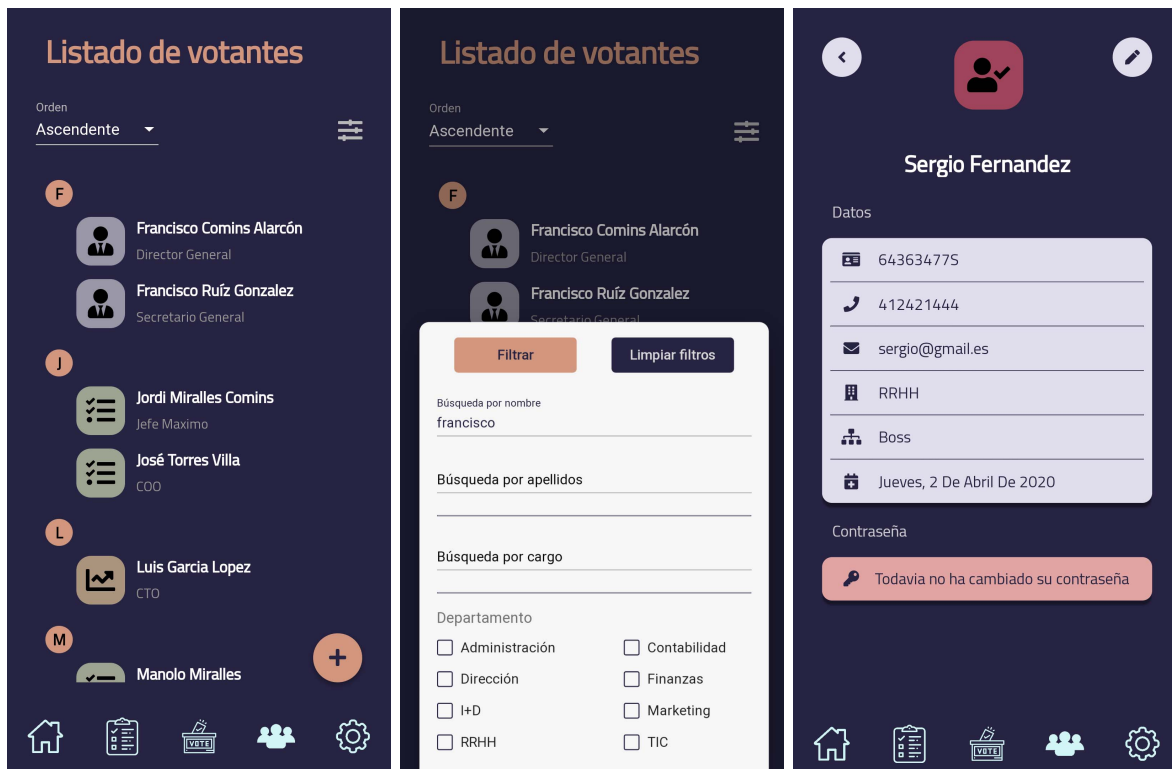 Listado de votantes
Orden
Ascendente
F
Francisco Comins Alarcón
Director General
Francisco Ruíz Gonzalez
Secretario General
J
Jordi Miralles Comins
Jefe Maximo
José Torres Villa
COO
L
Luis Garcia Lopez
CTO
M
Manolo Miralles
VOTE
Listado de votantes
Orden
Ascendente
F
Francisco Comins Alarcón
Director General
Francisco Ruíz Gonzalez
Secretario General
Filtrar Limpiar filtros
Búsqueda por nombre
francisco
Búsqueda por apellidos
Búsqueda por cargo
Departamento
Administración Contabilidad
Dirección Finanzas
I+D Marketing
RRHH TIC
Sergio Fernandez
Datos
64363477S
412421444
sergio@gmail.es
RRHH
Boss
Jueves, 2 De Abril De 2020
Contraseña
Todavia no ha cambiado su contraseña
VOTE